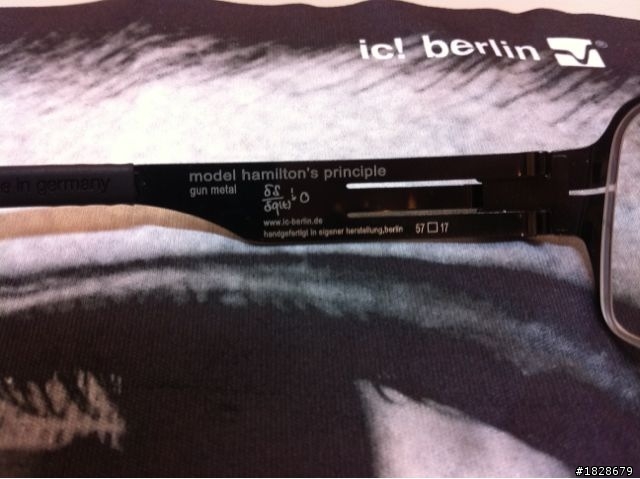 ic! berlin ®
model hamilton's principle
e in germany
gun metal
δS
δq(t) ! 0
www.ic-berlin.de
handgefertigt in eigener herstellung,berlin 57□17
#1828679